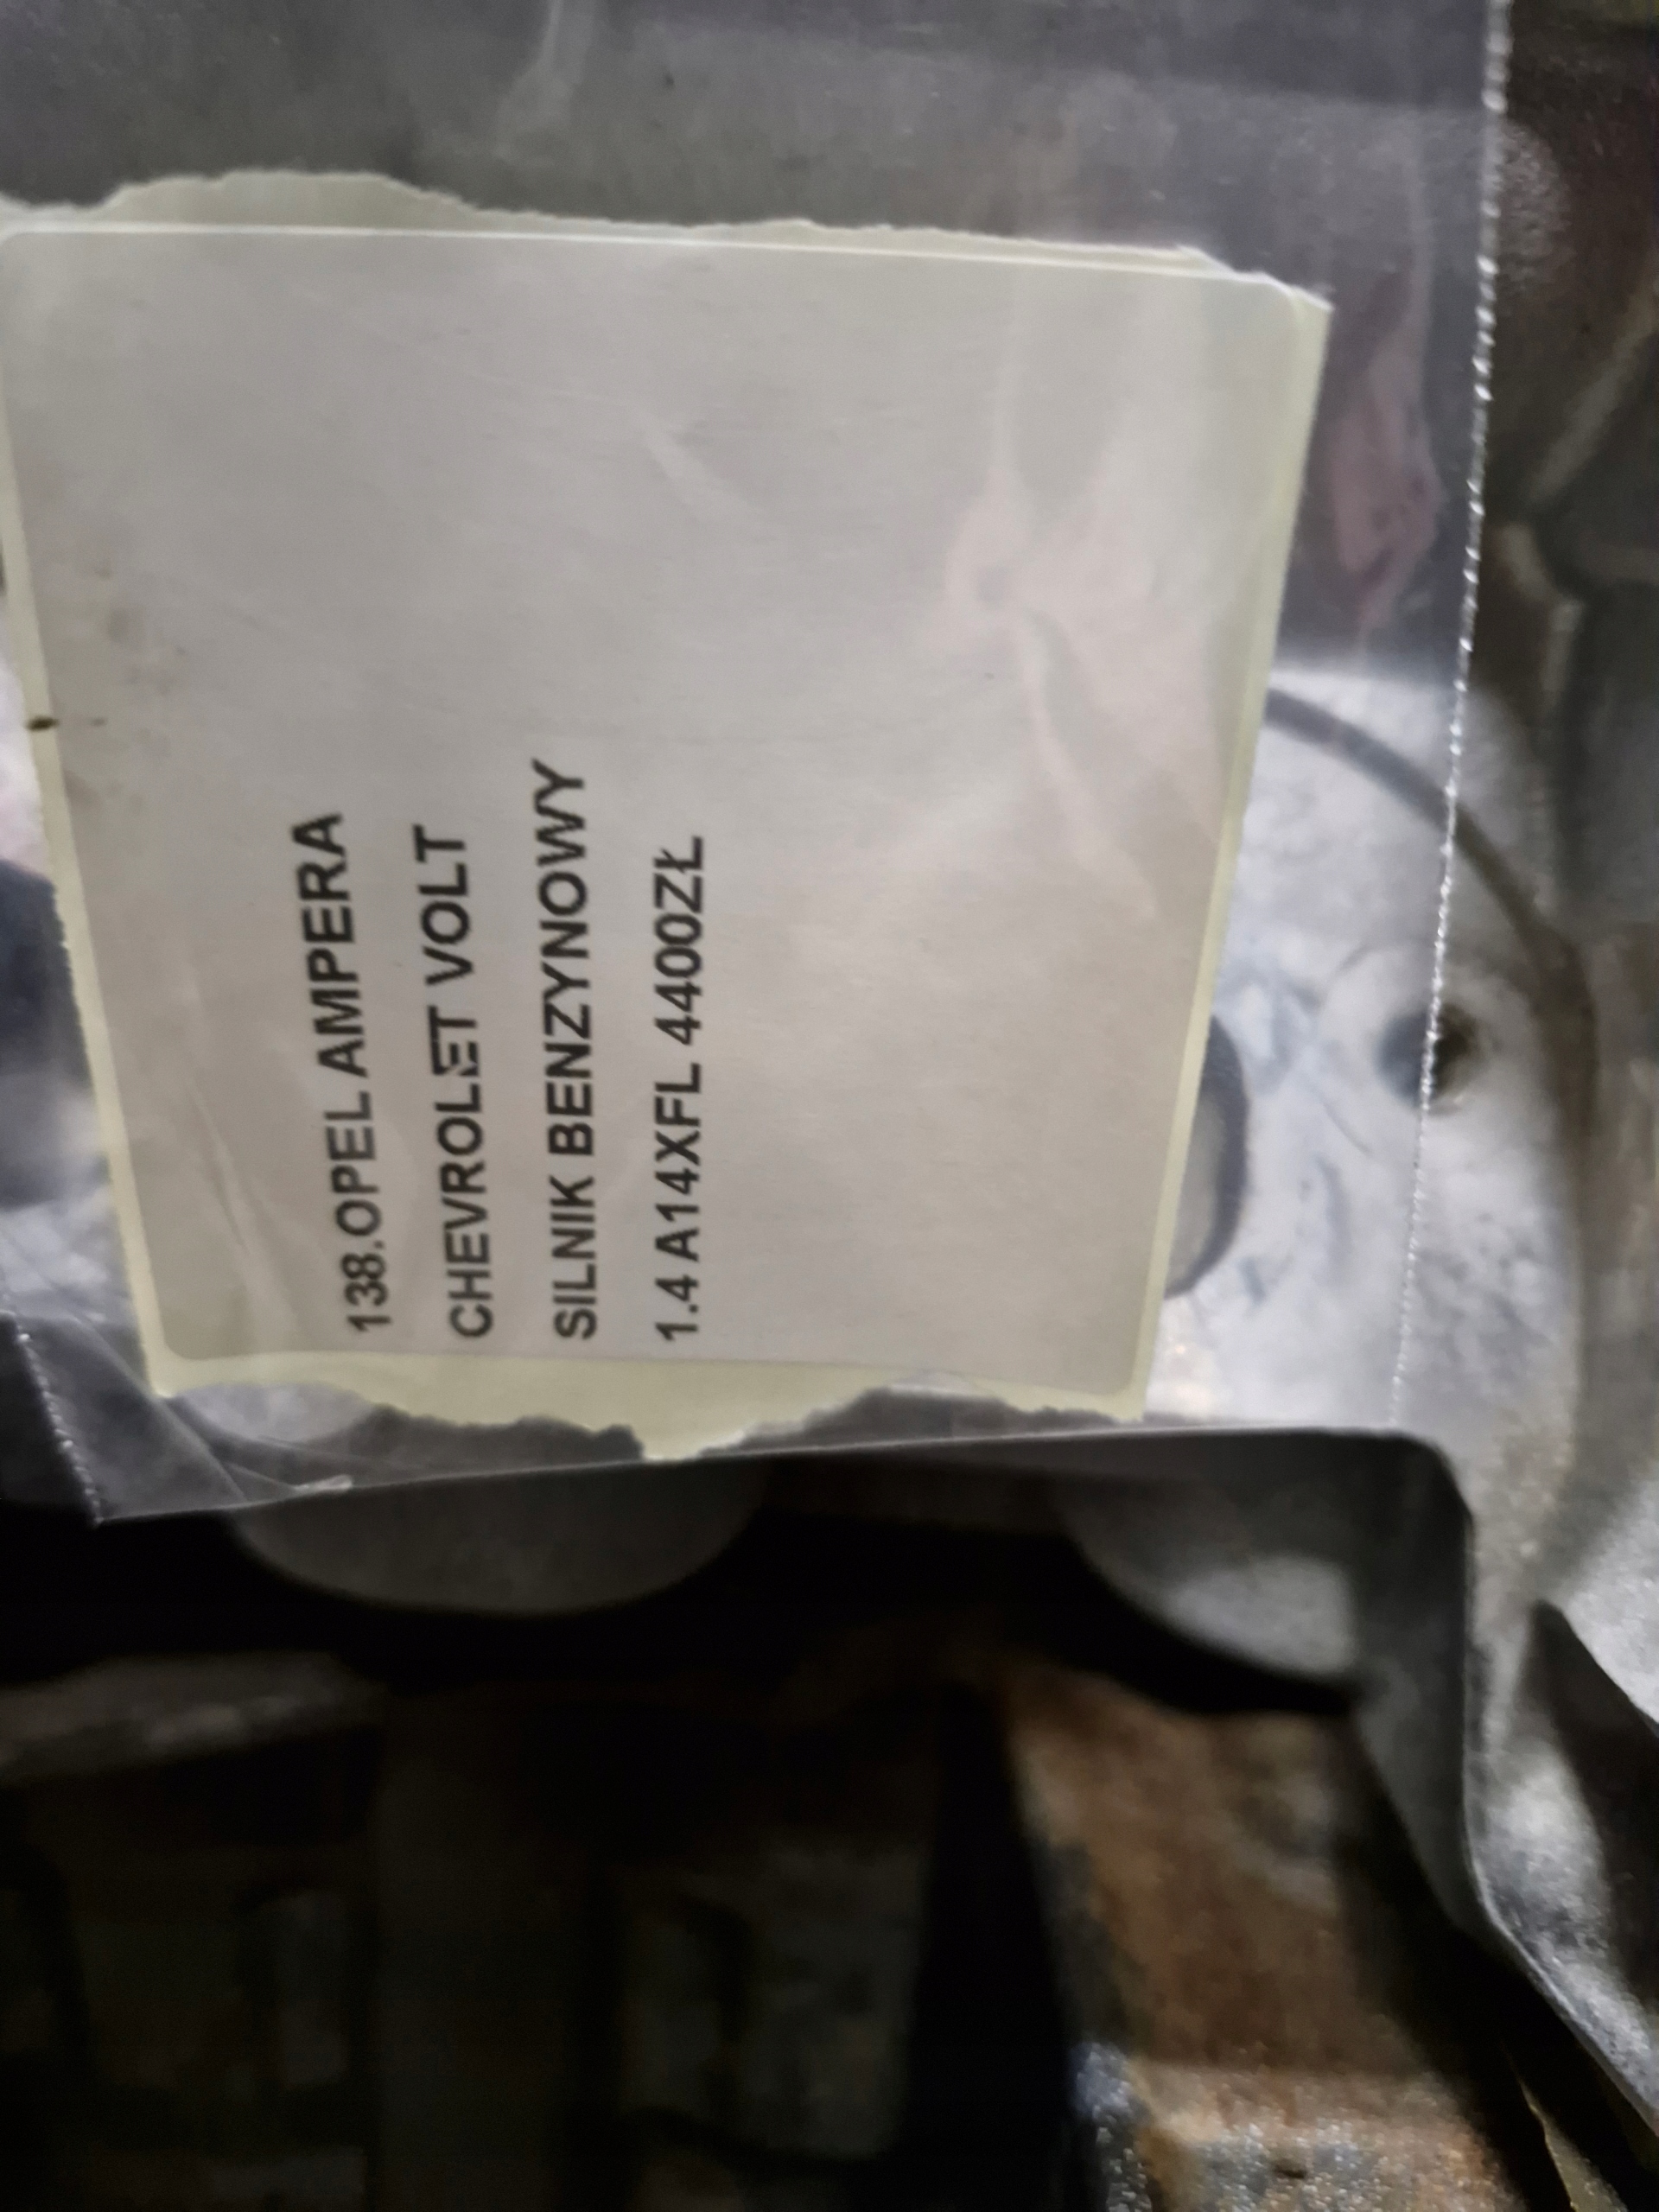 138.OPEL AMPERA
CHEVROLET VOLT
SILNIK BENZYNOWY
1.4 A14XFL 4400ZŁ